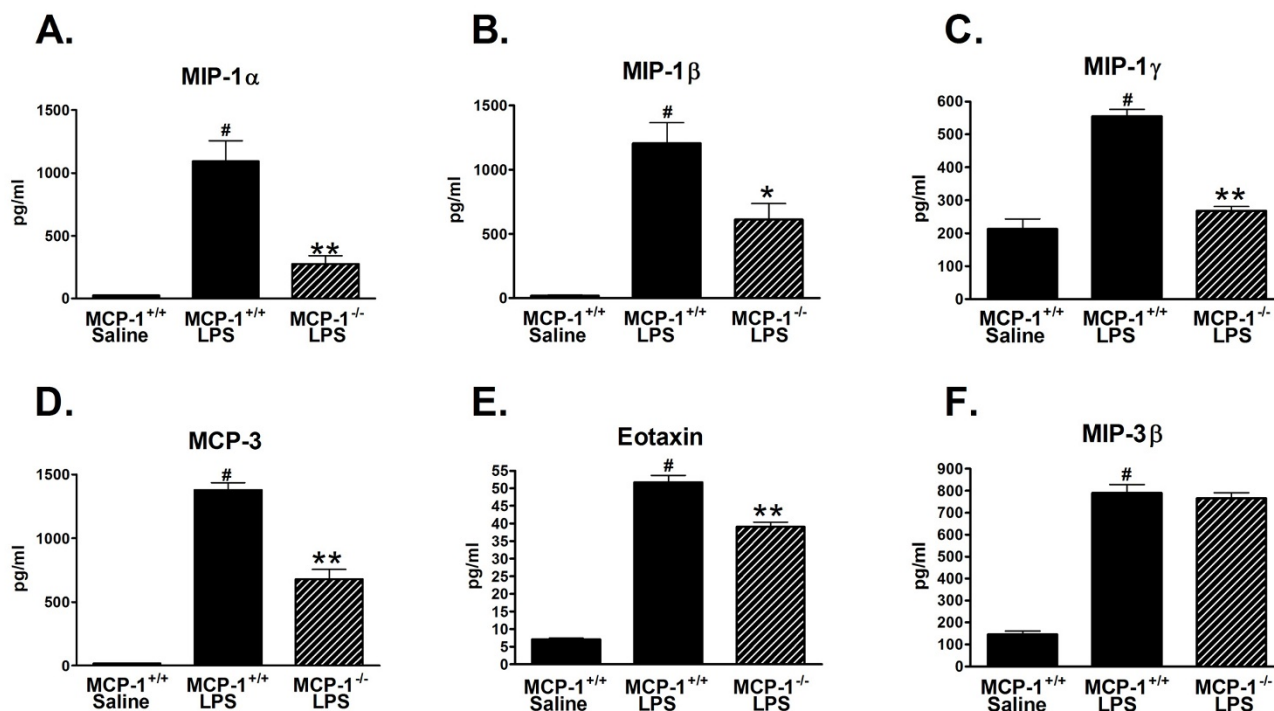 A.
MIP-1α
1500
1000
500
0
pg/ml
#
**
MCP-1+/+ MCP-1+/+ MCP-1-/-
Saline LPS LPS
B.
MIP-1β
1500
1000
500
0
pg/ml
#
*
MCP-1+/+ MCP-1+/+ MCP-1-/-
Saline LPS LPS
C.
MIP-1γ
600
500
400
300
200
100
0
pg/ml
#
**
MCP-1+/+ MCP-1+/+ MCP-1-/-
Saline LPS LPS
D.
MCP-3
1500
1000
500
0
pg/ml
#
**
MCP-1+/+ MCP-1+/+ MCP-1-/-
Saline LPS LPS
E.
Eotaxin
55
50
45
40
35
30
25
20
15
10
5
0
pg/ml
#
**
MCP-1+/+ MCP-1+/+ MCP-1-/-
Saline LPS LPS
F.
MIP-3β
900
800
700
600
500
400
300
200
100
0
pg/ml
#
MCP-1+/+ MCP-1+/+ MCP-1-/-
Saline LPS LPS